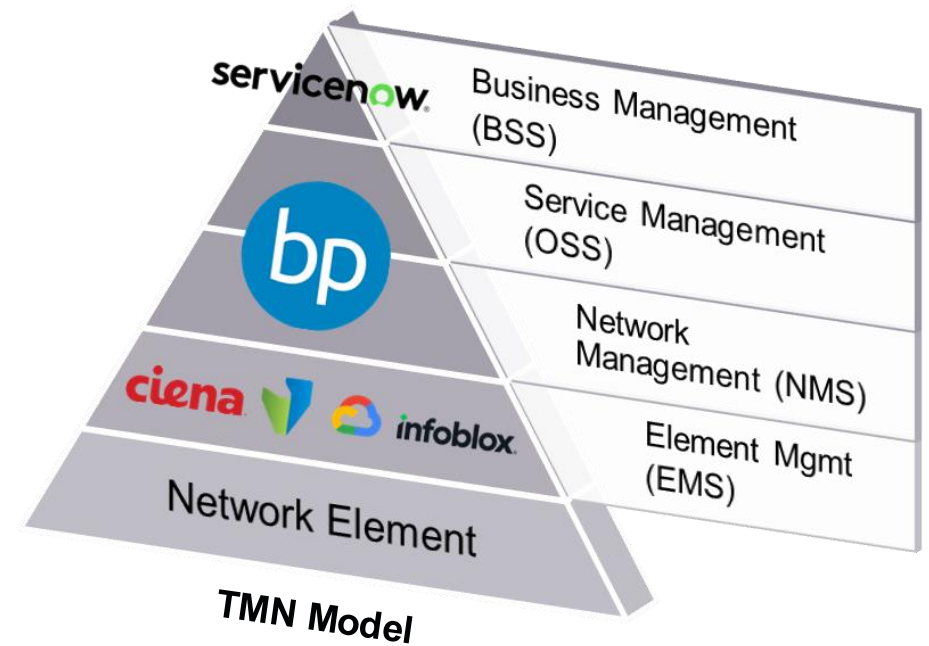 servicenow
Business Management
(BSS)
Service Management
(OSS)
bp
Network
Management (NMS)
ciena
infoblox
Element Mgmt
(EMS)
Network Element
TMN Model